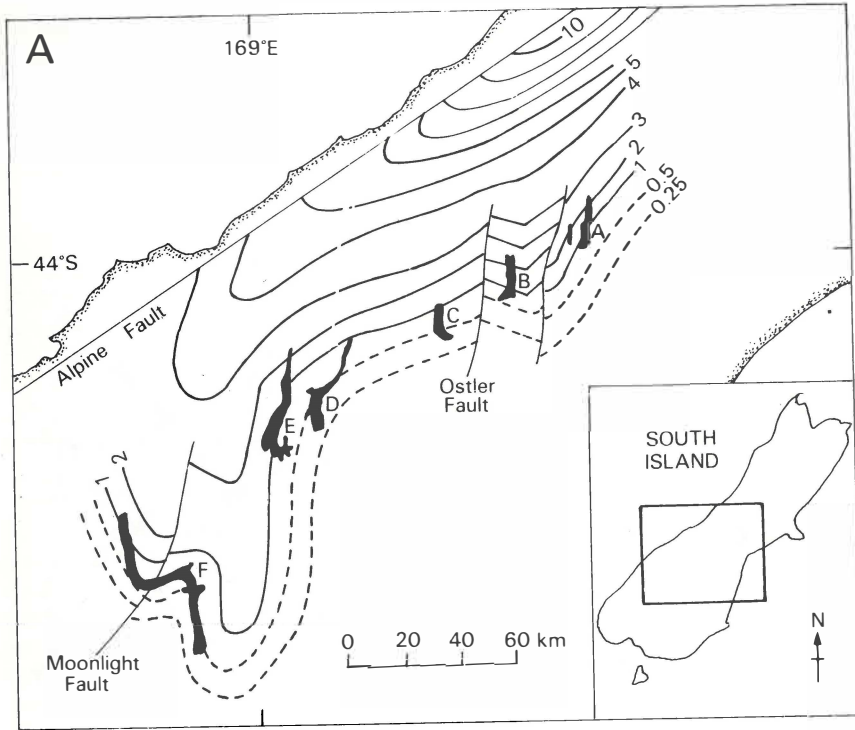 A
169°E
10
5
4
3
2
1
0.5
0.25
44°S
Alpine Fault
A
B
C
Ostler
Fault
D
E
2
1
F
Moonlight
Fault
0 20 40 60 km
SOUTH
ISLAND
N